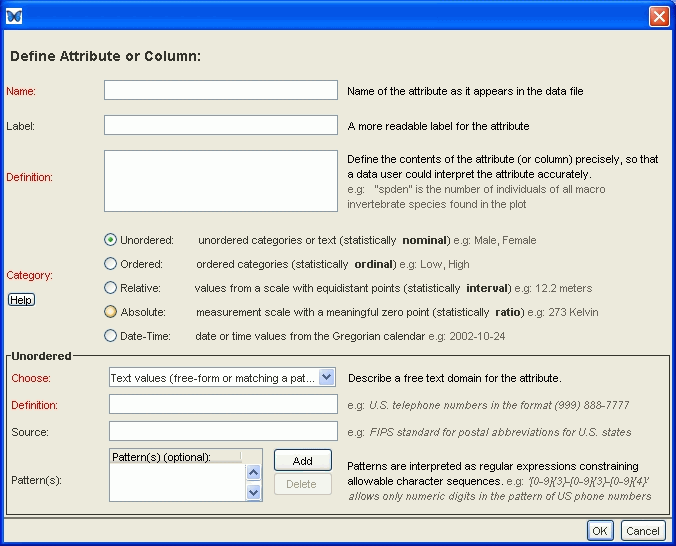 Define Attribute or Column:
Name: Name of the attribute as it appears in the data file
Label: A more readable label for the attribute
Definition: Define the contents of the attribute (or column) precisely, so that
a data user could interpret the attribute accurately.
e.g: "spden" is the number of individuals of all macro
invertebrate species found in the plot
Category:
Help
Unordered: unordered categories or text (statistically nominal) e.g: Male, Female
Ordered: ordered categories (statistically ordinal) e.g: Low, High
Relative: values from a scale with equidistant points (statistically interval) e.g: 12.2 meters
Absolute: measurement scale with a meaningful zero point (statistically ratio) e.g: 273 Kelvin
Date-Time: date or time values from the Gregorian calendar e.g: 2002-10-24
Unordered
Choose: Text values (free-form or matching a pat... Describe a free text domain for the attribute.
Definition: e.g: U.S. telephone numbers in the format (999) 888-7777
Source: e.g: FIPS standard for postal abbreviations for U.S. states
Pattern(s): Pattern(s) (optional):
Add
Delete
Patterns are interpreted as regular expressions constraining
allowable character sequences. e.g: '[0-9]{3}-[0-9]{3}-[0-9]{4}'
allows only numeric digits in the pattern of US phone numbers
OK Cancel